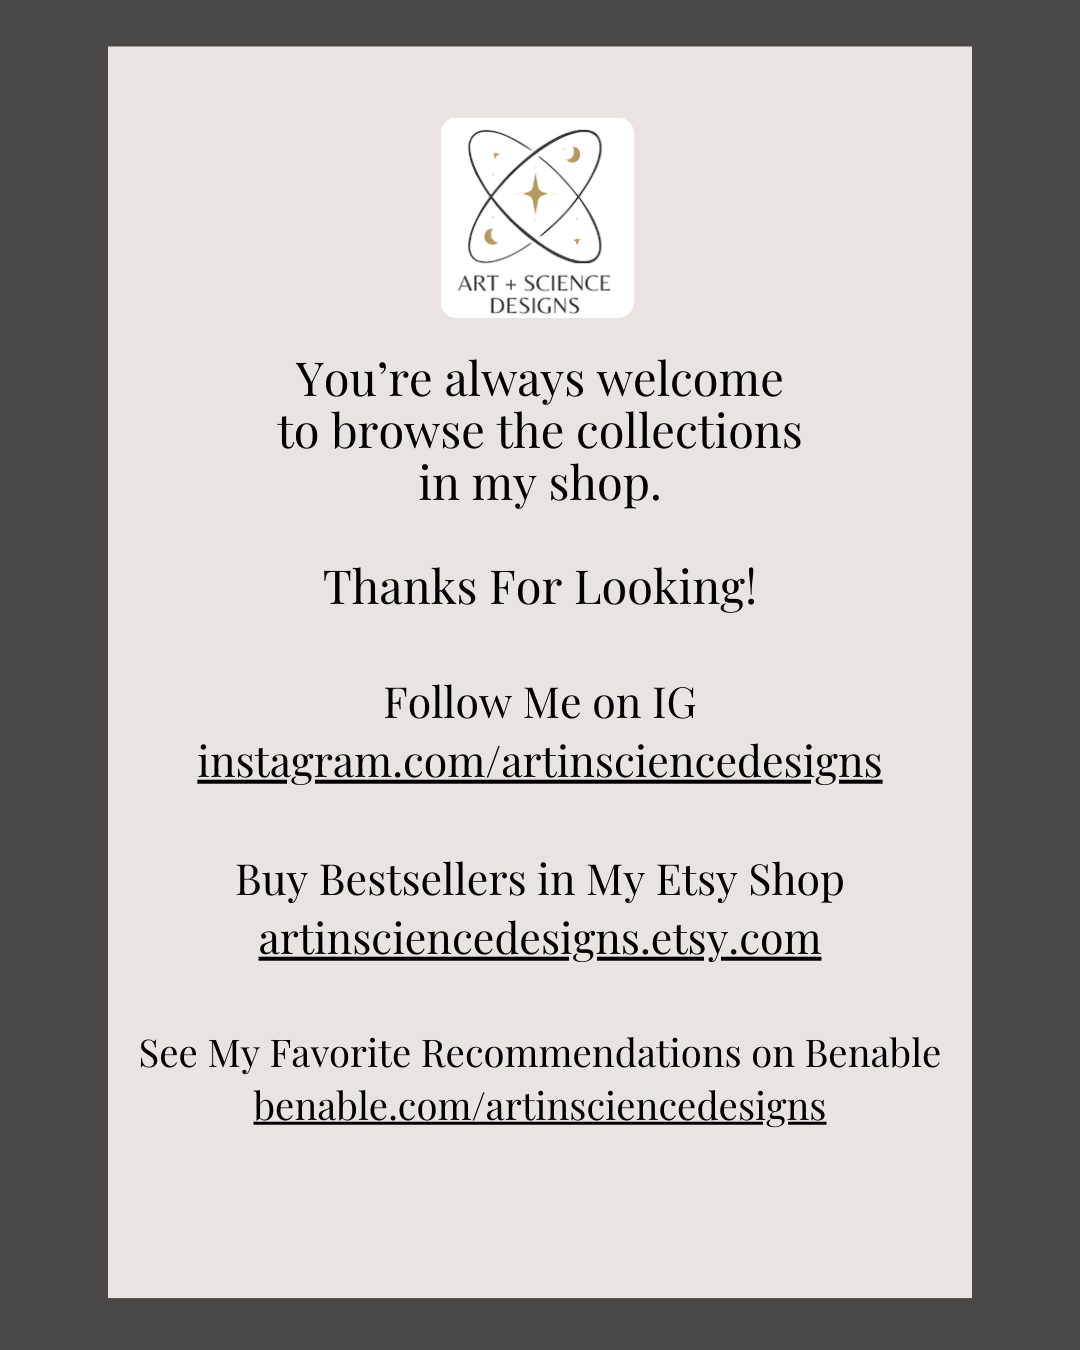 ART + SCIENCE
DESIGNS
You’re always welcome
to browse the collections
in my shop.
Thanks For Looking!
Follow Me on IG
instagram.com/artinsciencedesigns
Buy Bestsellers in My Etsy Shop
artinsciencedesigns.etsy.com
See My Favorite Recommendations on Benable
benable.com/artinsciencedesigns